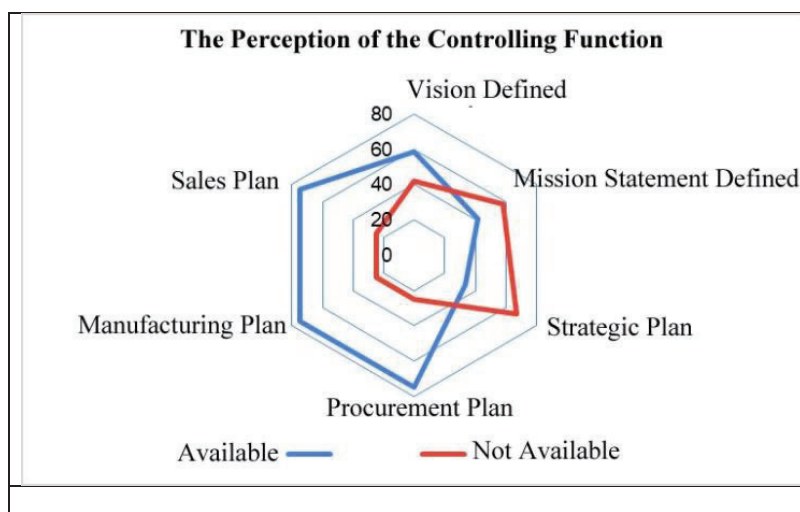 The Perception of the Controlling Function
Vision Defined
80
60
Sales Plan
Mission Statement Defined
40
20
0
Manufacturing Plan
Strategic Plan
Procurement Plan
Available
Not Available